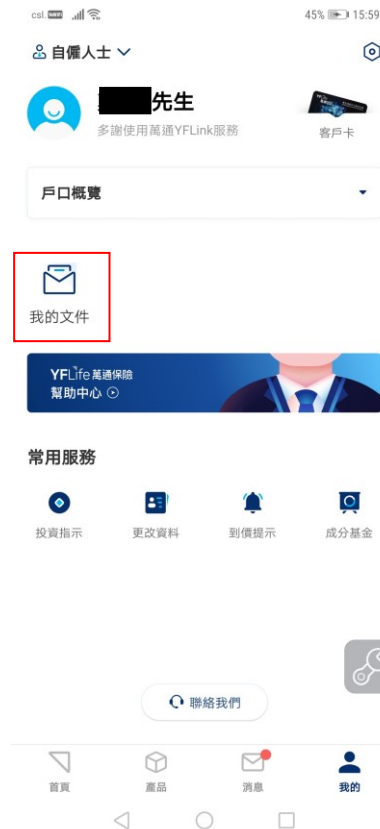 csl. 45% 15:59
自僱人士
先生
多謝使用萬通YFLink服務
客戶卡
戶口概覽
我的文件
YFLife 萬通保險
幫助中心
常用服務
投資指示
更改資料
到價提示
成分基金
聯絡我們
首頁
產品
消息
我的